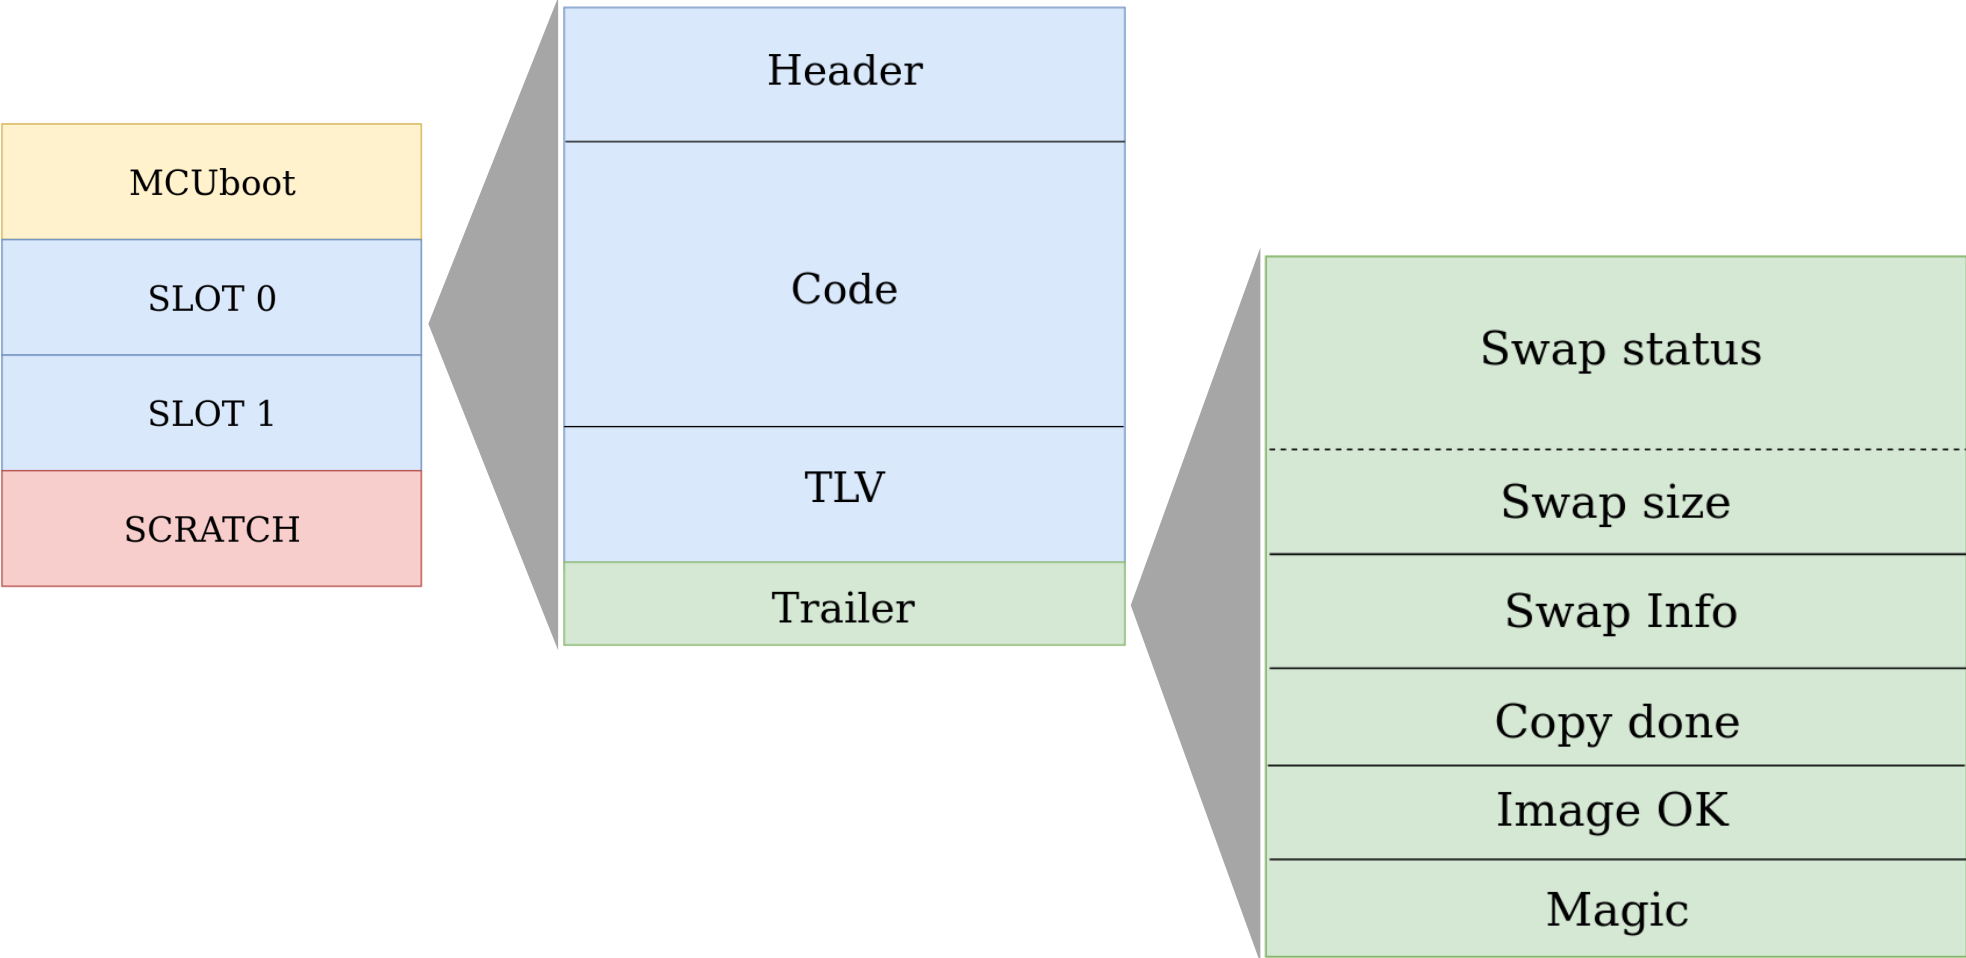 MCUboot
SLOT 0
SLOT 1
SCRATCH
Header
Code
TLV
Trailer
Swap status
Swap size
Swap Info
Copy done
Image OK
Magic